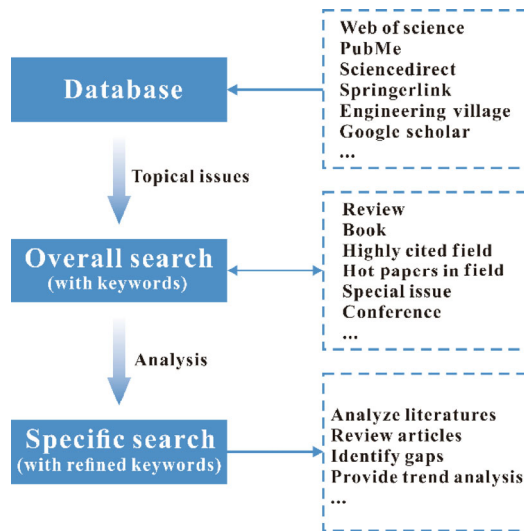 Web of science
PubMe
Sciencedirect
Springerlink
Engineering village
Google scholar
...
Database
Topical issues
Review
Book
Highly cited field
Hot papers in field
Special issue
Conference
...
Overall search
(with keywords)
Analysis
Analyze literatures
Review articles
Identify gaps
Provide trend analysis
...
Specific search
(with refined keywords)